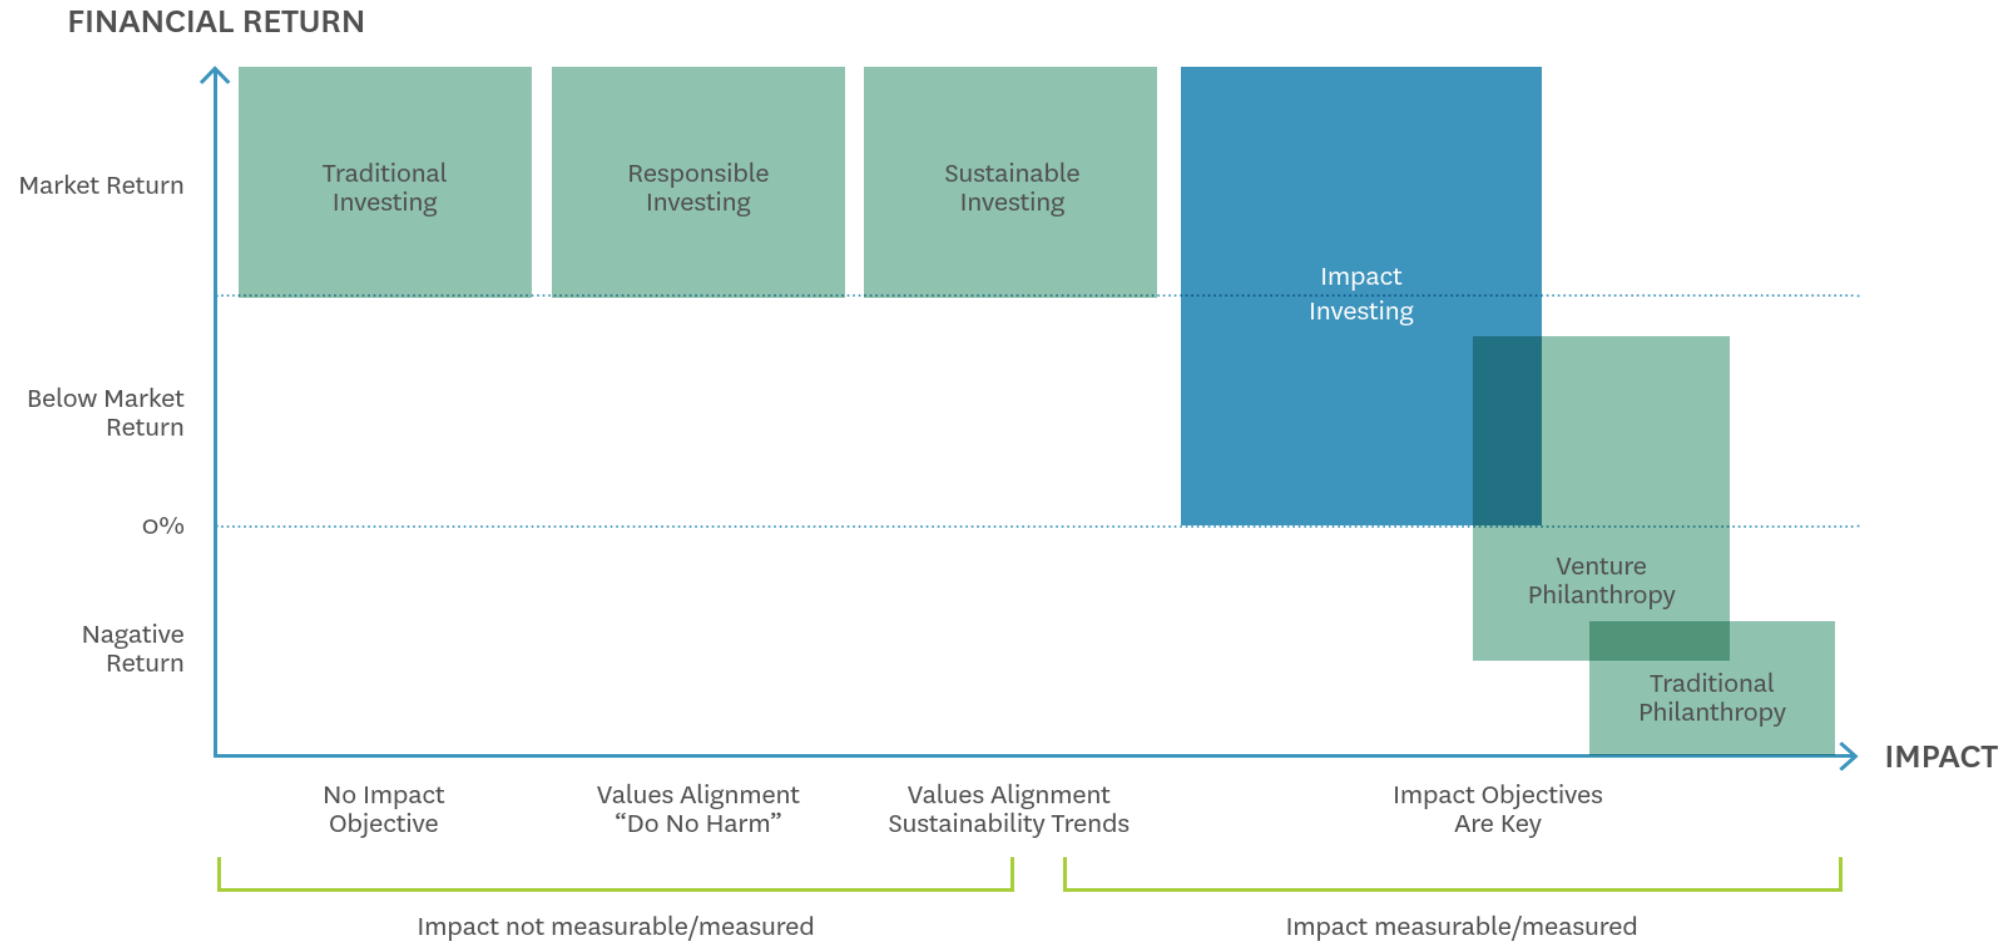 FINANCIAL RETURN
Market Return
Traditional
Investing
Responsible
Investing
Sustainable
Investing
Impact
Investing
Below Market
Return
0%
Venture
Philanthropy
Nagative
Return
Traditional
Philanthropy
IMPACT
No Impact
Objective
Values Alignment
“Do No Harm”
Values Alignment
Sustainability Trends
Impact Objectives
Are Key
Impact not measurable/measured
Impact measurable/measured